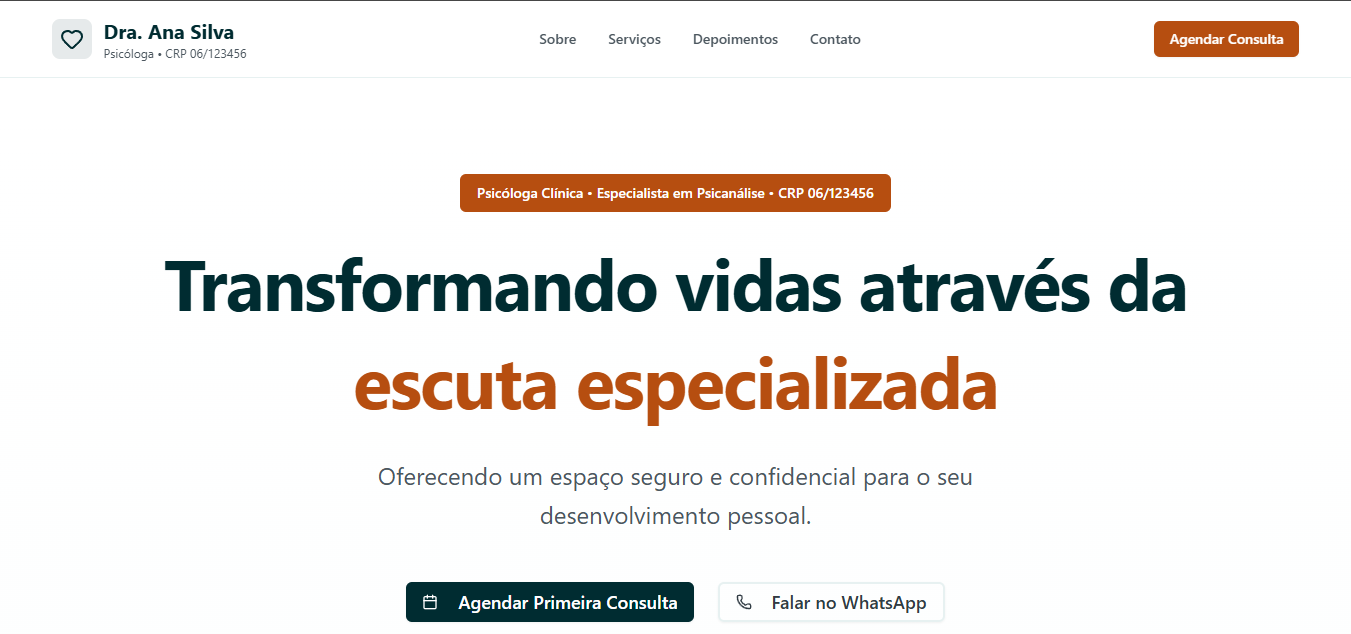 Dra. Ana Silva
Psicóloga • CRP 06/123456
Sobre
Serviços
Depoimentos
Contato
Agendar Consulta
Psicóloga Clínica • Especialista em Psicanálise • CRP 06/123456
Transformando vidas através da
escuta especializada
Oferecendo um espaço seguro e confidencial para o seu
desenvolvimento pessoal.
Agendar Primeira Consulta
Falar no WhatsApp